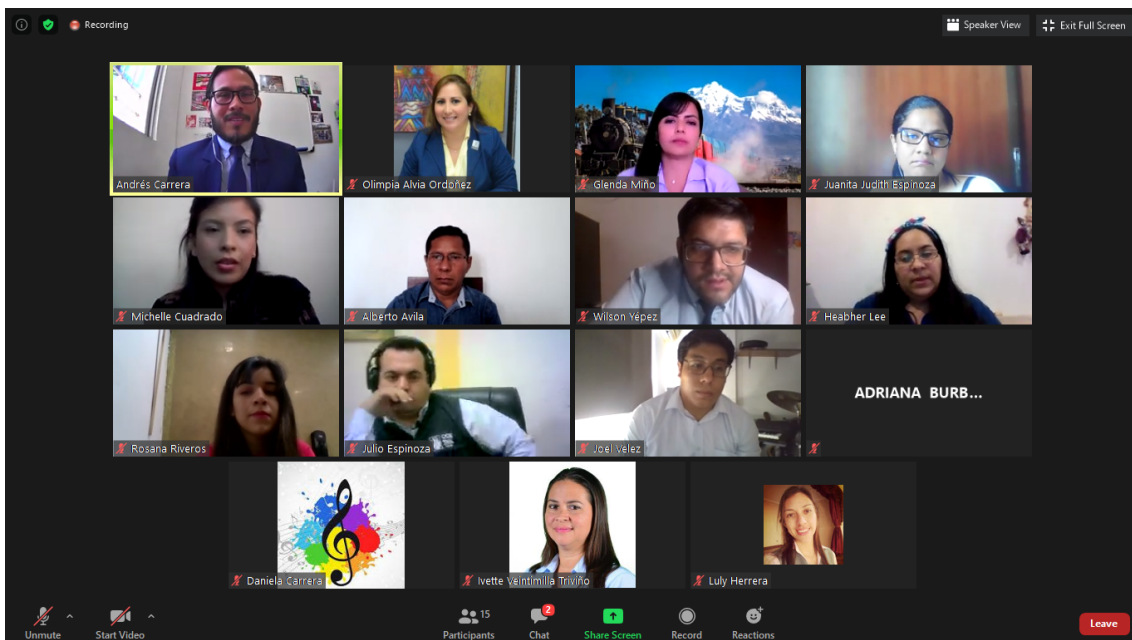 Recording
Speaker View
Exit Full Screen
Andrés Carrera
Olimpia Alvia Ordoñez
Glenda Miño
Juanita Judith Espinoza
Michelle Cuadrado
Alberto Avila
Wilson Yépez
Heabher Lee
Rosana Riveros
Julio Espinoza
Joel Velez
ADRIANA BURB...
Daniela Carrera
Ivette Veintimilla Triviño
Luly Herrera
Unmute
Start Video
15
Participants
2
Chat
Share Screen
Record
Reactions
Leave